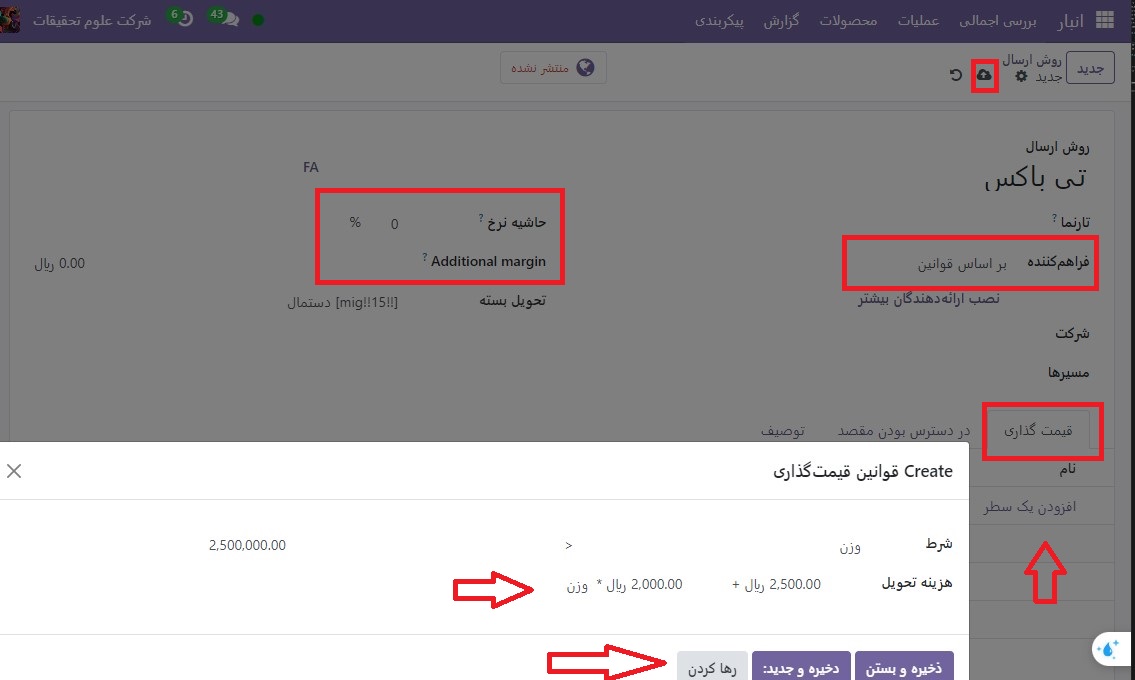 انبار بررسی اجمالی عملیات محصولات گزارش پیکربندی 43 6 شرکت علوم تحقیقات
جدید روش ارسال منتشر نشده
جدید
روش ارسال
تی باکس
FA
تارنما ?
حاشیه نرخ ? 0 %
فراهم‌کننده بر اساس قوانین
Additional margin ? 0.00 ریال
نصب ارائه‌دهندگان بیشتر
تحویل بسته [mig!!15!!] دستمال
شرکت
مسیرها
قیمت گذاری در دسترس بودن مقصد توصیف
نام
افزودن یک سطر
Create قوانین قیمت‌گذاری
شرط وزن > 2,500,000.00
هزینه تحویل 2,500.00 ریال + 2,000.00 ریال * وزن
ذخیره و بستن ذخیره و جدید: رها کردن